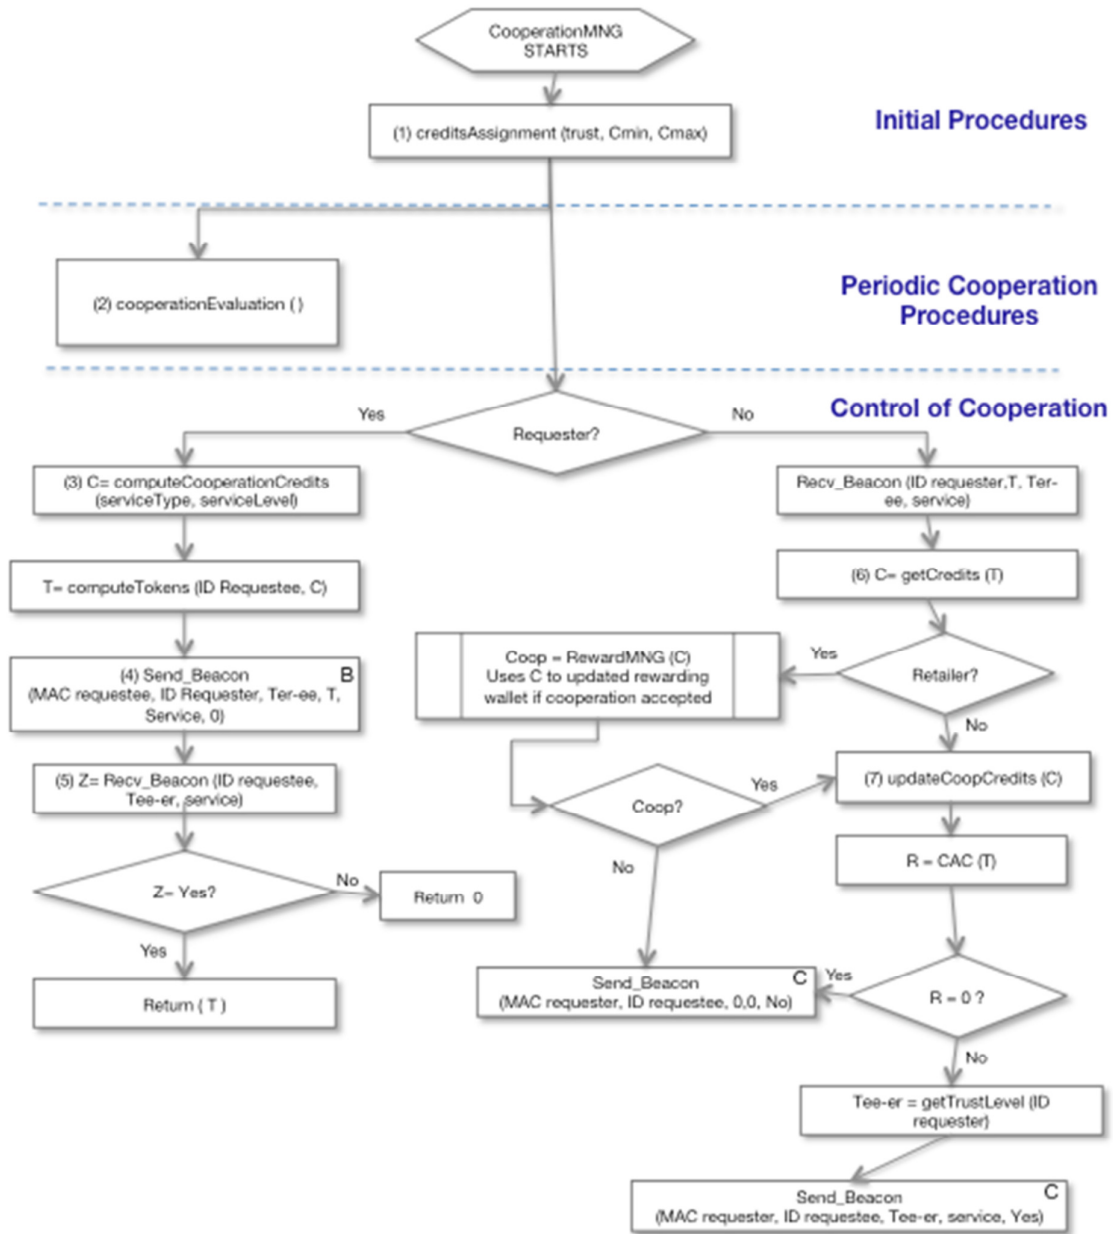 CooperationMNG
STARTS
(1) creditsAssignment (trust, Cmin, Cmax)
Initial Procedures
(2) cooperationEvaluation ( )
Periodic Cooperation
Procedures
Control of Cooperation
Yes
Requester?
No
(3) C= computeCooperationCredits
(serviceType, serviceLevel)
T= computeTokens (ID Requestee, C)
(4) Send_Beacon
B
(MAC requestee, ID Requester, Ter-ee, T,
Service, 0)
(5) Z= Recv_Beacon (ID requestee,
Tee-er, service)
Z= Yes?
No
Return 0
Yes
Return ( T )
Recv_Beacon (ID requester,T, Ter-
ee, service)
(6) C= getCredits (T)
Retailer?
Yes
No
Coop = RewardMNG (C)
Uses C to updated rewarding
wallet if cooperation accepted
Coop?
Yes
No
(7) updateCoopCredits (C)
R = CAC (T)
R = 0 ?
Yes
No
Send_Beacon
C
(MAC requester, ID requestee, 0,0, No)
Tee-er = getTrustLevel (ID
requester)
Send_Beacon
C
(MAC requester, ID requestee, Tee-er, service, Yes)